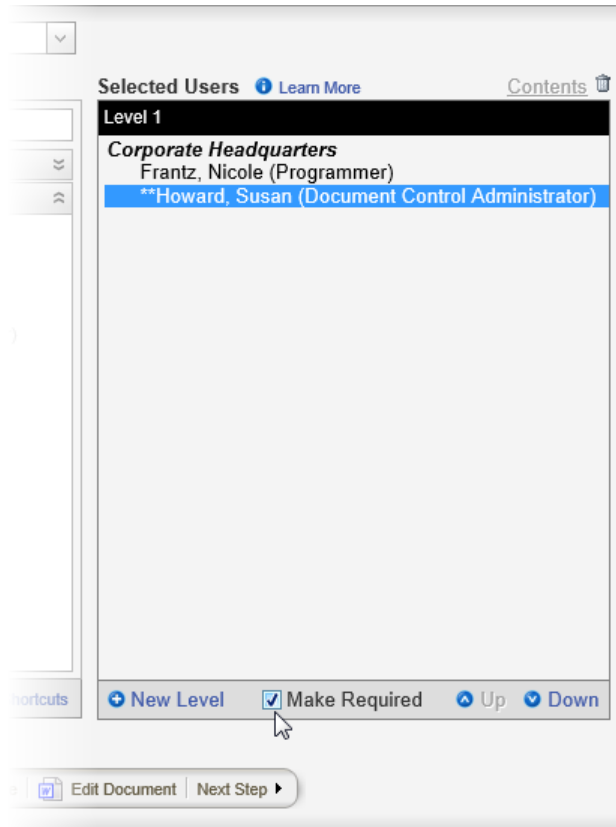 Selected Users Learn More Contents
Level 1
Corporate Headquarters
Frantz, Nicole (Programmer)
**Howard, Susan (Document Control Administrator)
New Level Make Required Up Down
Edit Document Next Step